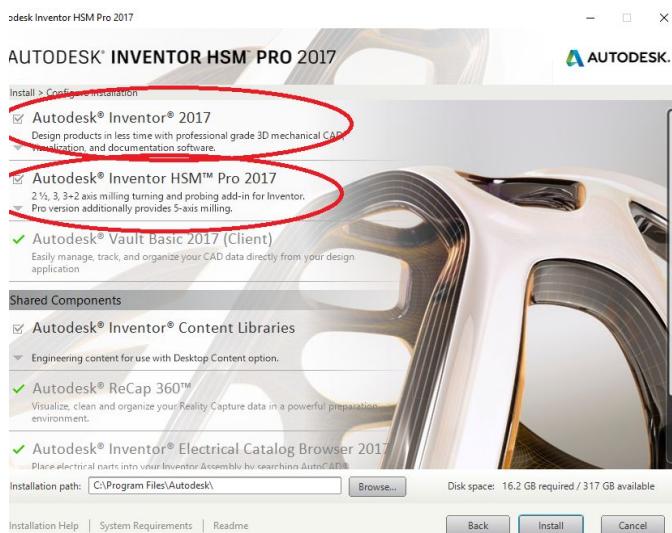 odesk Inventor HSM Pro 2017
AUTODESK® INVENTOR HSM™ PRO 2017
AUTODESK.
Install > Configure Installation
Autodesk® Inventor® 2017
Design products in less time with professional grade 3D mechanical CAD,
visualization, and documentation software.
Autodesk® Inventor HSM™ Pro 2017
2 ½, 3, 3+2 axis milling turning and probing add-in for Inventor.
Pro version additionally provides 5-axis milling.
Autodesk® Vault Basic 2017 (Client)
Easily manage, track, and organize your CAD data directly from your design
application
Shared Components
Autodesk® Inventor® Content Libraries
Engineering content for use with Desktop Content option.
Autodesk® ReCap 360™
Visualize, clean and organize your Reality Capture data in a powerful preparation
environment.
Autodesk® Inventor® Electrical Catalog Browser 2017
Place electrical parts into your Inventor Assembly by searching AutoCAD®
Installation path: C:\Program Files\Autodesk\ Browse... Disk space: 16.2 GB required / 317 GB available
Installation Help | System Requirements | Readme Back Install Cancel